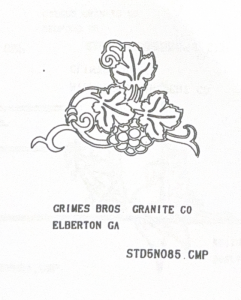 GRIMES BROS GRANITE CO
ELBERTON GA
STD5N085.CMP